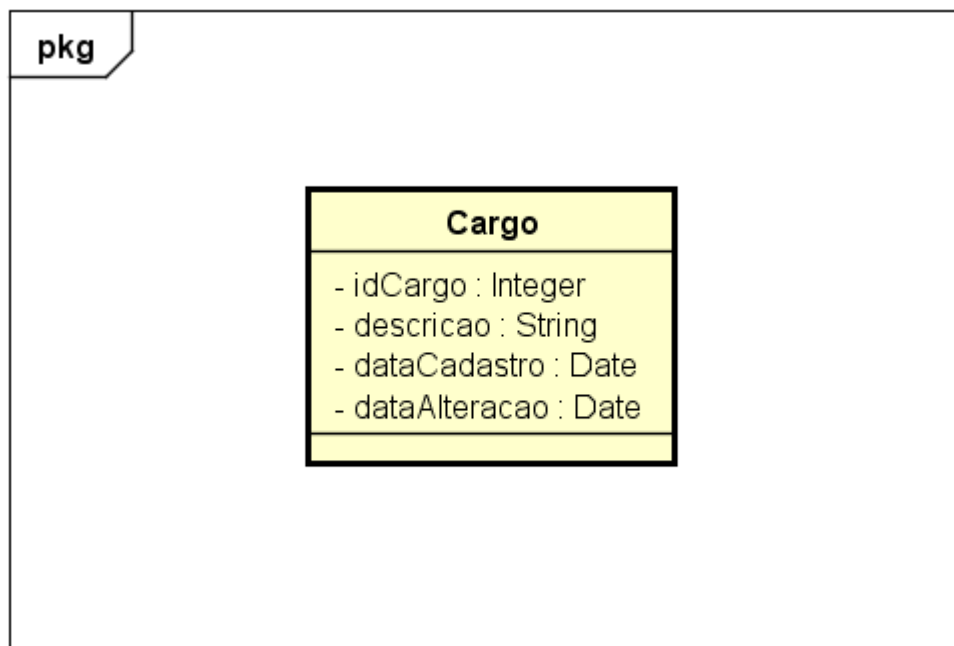 pkg
Cargo
- idCargo : Integer
- descricao : String
- dataCadastro : Date
- dataAlteracao : Date